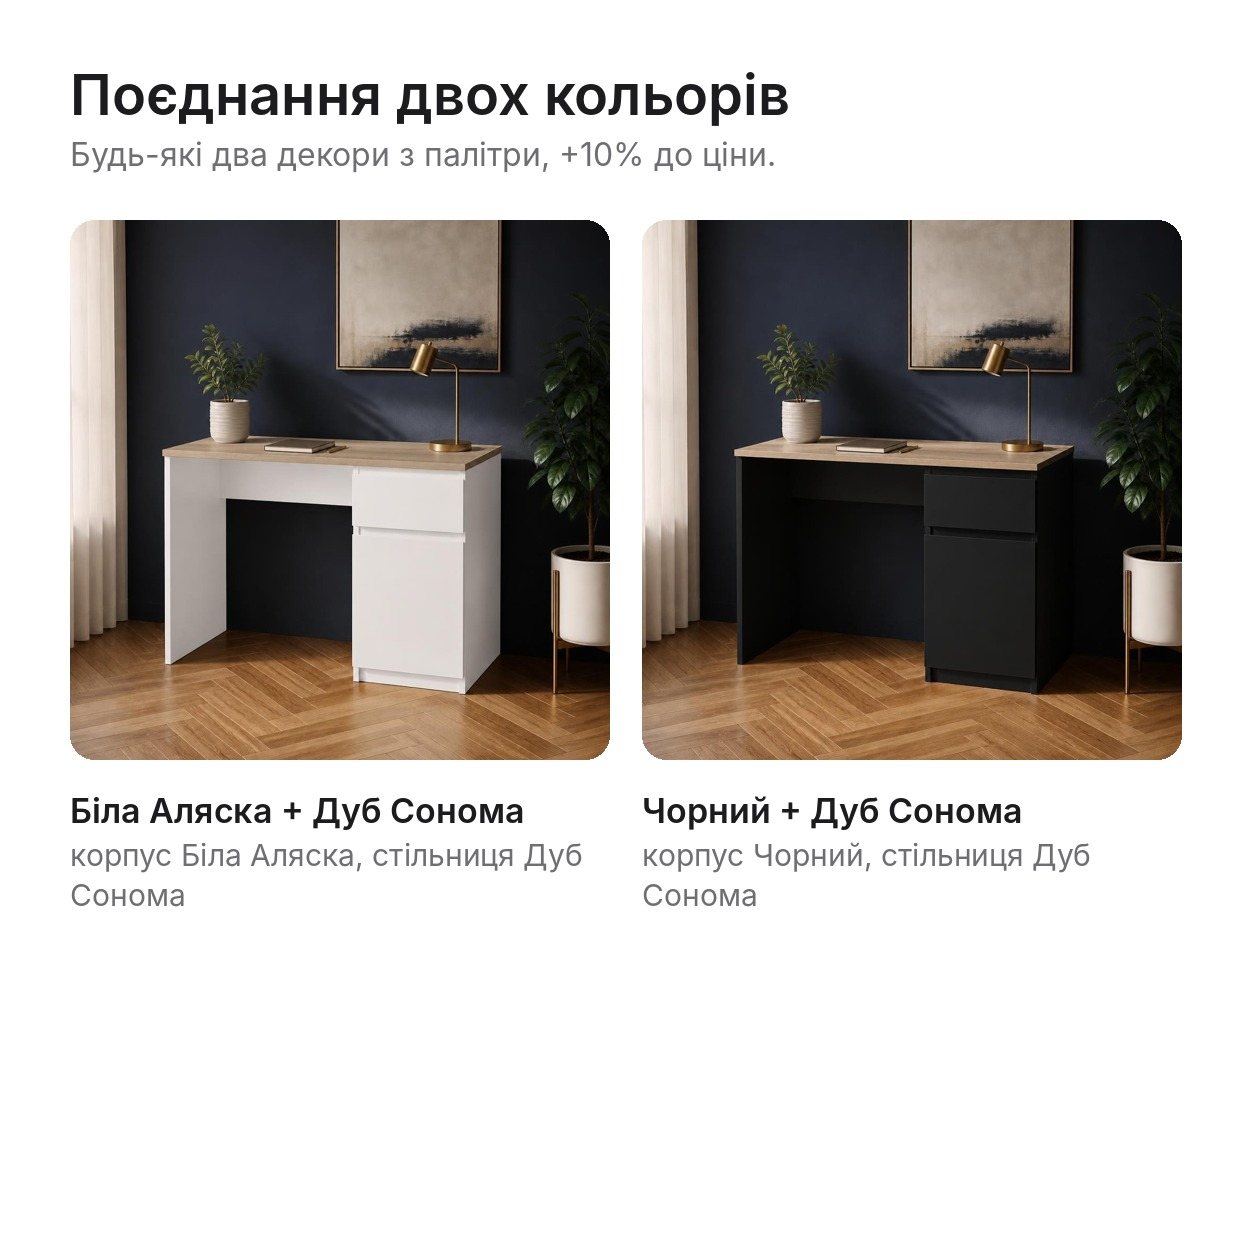 Поєднання двох кольорів
Будь-які два декори з палітри, +10% до ціни.
Біла Аляска + Дуб Сонома
корпус Біла Аляска, стільниця Дуб
Сонома
Чорний + Дуб Сонома
корпус Чорний, стільниця Дуб
Сонома